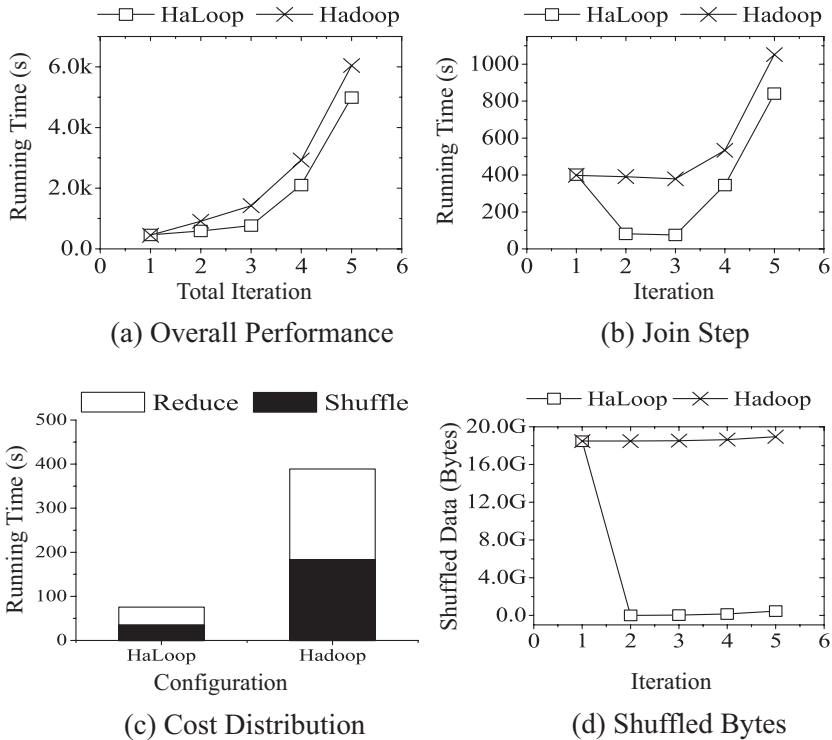 HaLoop Hadoop
Running Time (s)
6.0k
4.0k
2.0k
0.0
0 1 2 3 4 5 6
Total Iteration
(a) Overall Performance
HaLoop Hadoop
Running Time (s)
1000
800
600
400
200
0
0 1 2 3 4 5 6
Iteration
(b) Join Step
Reduce Shuffle
Running Time (s)
500
400
300
200
100
0
HaLoop Hadoop
Configuration
(c) Cost Distribution
HaLoop Hadoop
Shuffled Data (Bytes)
20.0G
16.0G
12.0G
8.0G
4.0G
0.0
0 1 2 3 4 5 6
Iteration
(d) Shuffled Bytes